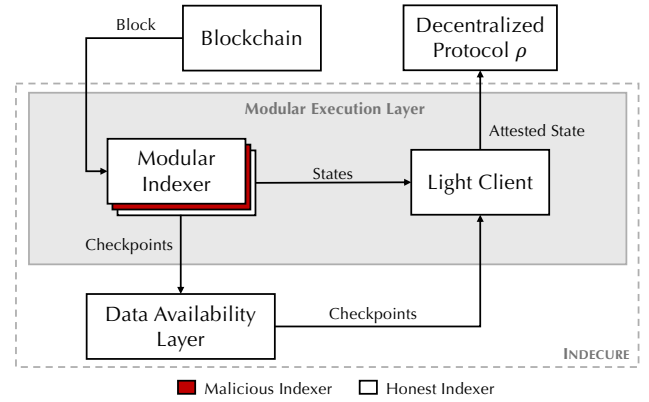 Block
Blockchain
Decentralized
Protocol ρ
Modular Execution Layer
Attested State
Modular
Indexer
States
Light Client
Checkpoints
Data Availability
Layer
Checkpoints
INDECURE
Malicious Indexer
Honest Indexer